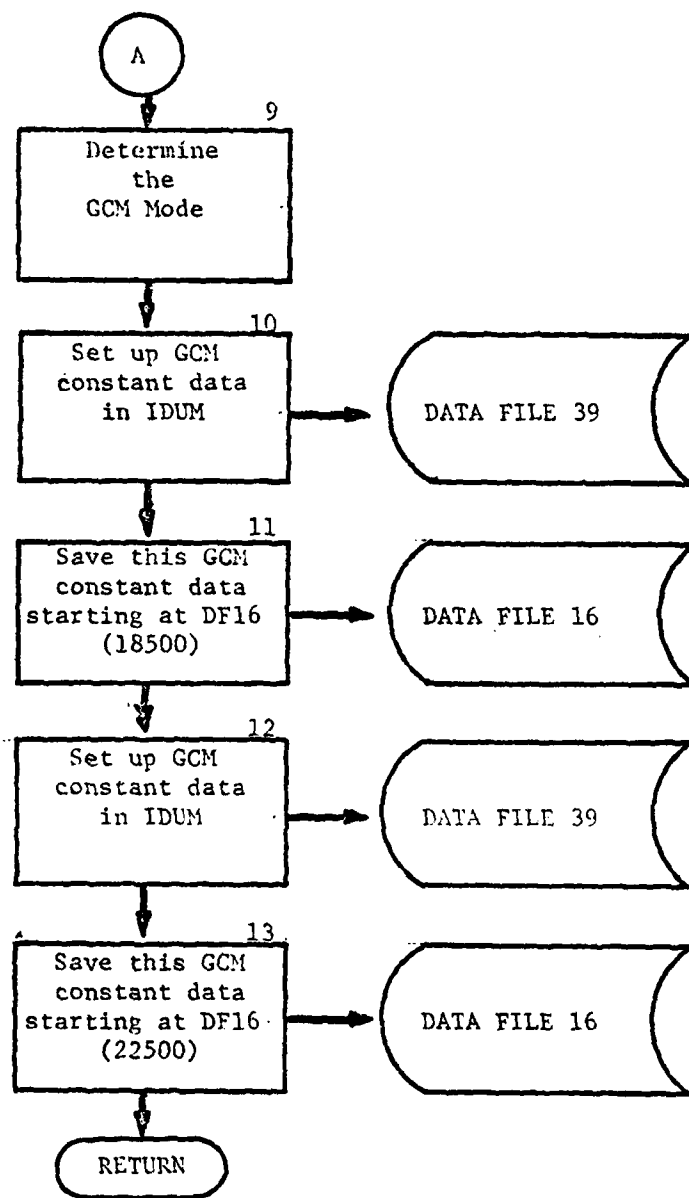 A
9
Determine
the
GCM Mode
10
Set up GCM
constant data
in IDUM
DATA FILE 39
11
Save this GCM
constant data
starting at DF16
(18500)
DATA FILE 16
12
Set up GCM
constant data
in IDUM
DATA FILE 39
13
Save this GCM
constant data
starting at DF16
(22500)
DATA FILE 16
RETURN